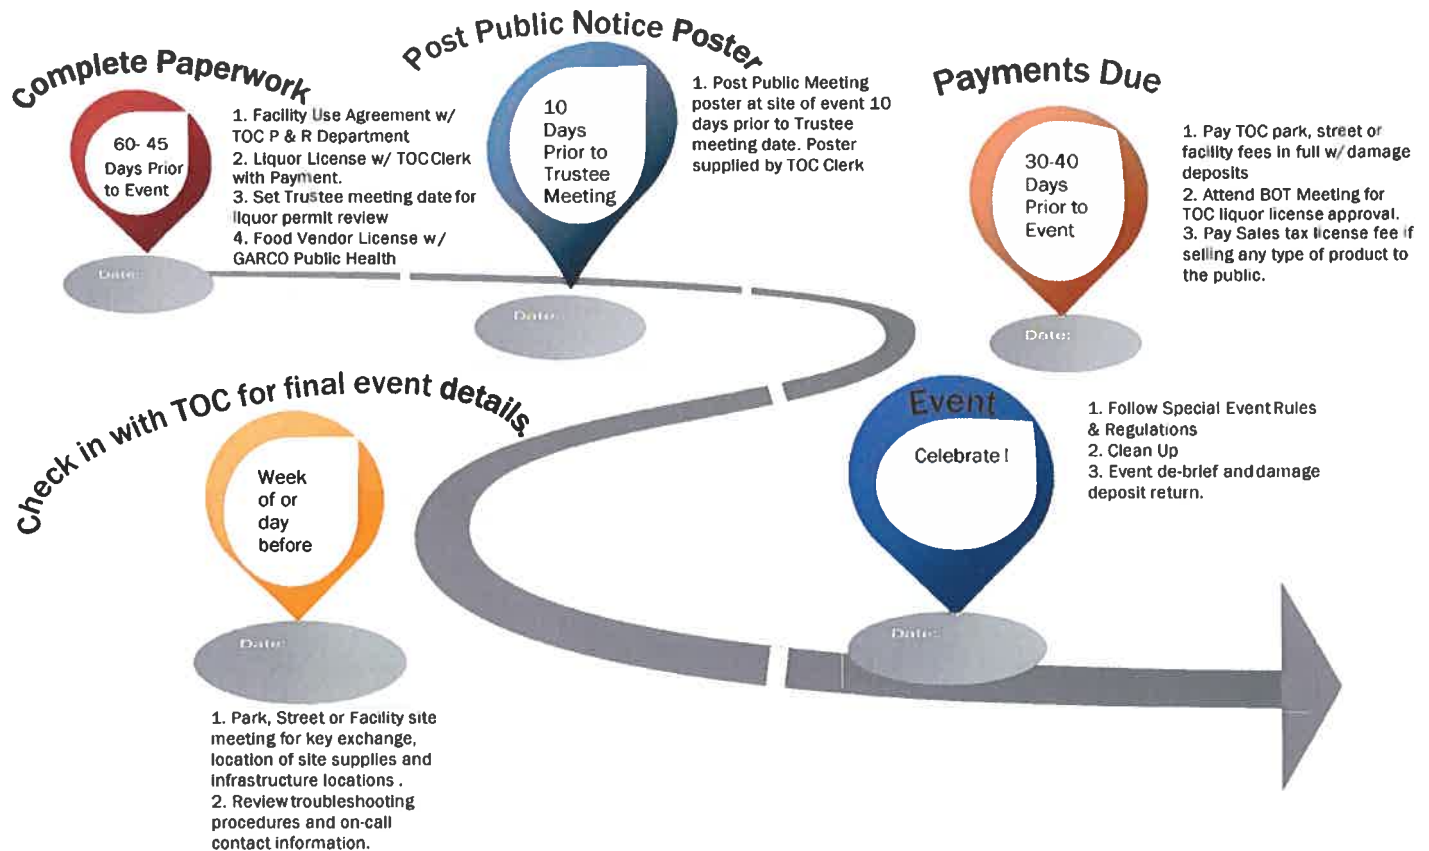 Complete Paperwork
60- 45
Days Prior
to Event
1. Facility Use Agreement w/
TOC P & R Department
2. Liquor License w/ TOC Clerk
with Payment.
3. Set Trustee meeting date for
liquor permit review
4. Food Vendor License w/
GARCO Public Health
Date:
Post Public Notice Poster
10
Days
Prior to
Trustee
Meeting
1. Post Public Meeting
poster at site of event 10
days prior to Trustee
meeting date. Poster
supplied by TOC Clerk
Date:
Payments Due
30-40
Days
Prior to
Event
1. Pay TOC park, street or
facility fees in full w/ damage
deposits
2. Attend BOT Meeting for
TOC liquor license approval.
3. Pay Sales tax license fee if
selling any type of product to
the public.
Date:
Check in with TOC for final event details.
Week
of or
day
before
Date:
1. Park, Street or Facility site
meeting for key exchange,
location of site supplies and
infrastructure locations .
2. Review troubleshooting
procedures and on-call
contact information.
Event
Celebrate !
1. Follow Special Event Rules
& Regulations
2. Clean Up
3. Event de-brief and damage
deposit return.
Date: